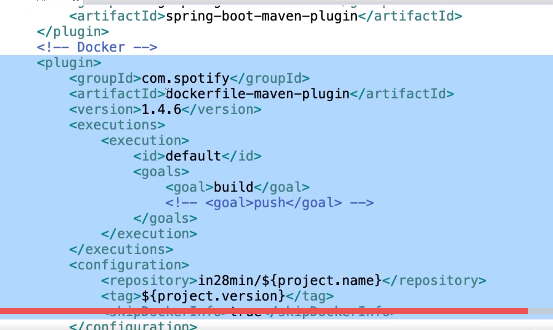 <artifactId>spring-boot-maven-plugin</artifactId>
</plugin>
<!-- Docker -->
<plugin>
<groupId>com.spotify</groupId>
<artifactId>dockerfile-maven-plugin</artifactId>
<version>1.4.6</version>
<executions>
<execution>
<id>default</id>
<goals>
<goal>build</goal>
<!-- <goal>push</goal> -->
</goals>
</execution>
</executions>
<configuration>
<repository>in28min/${project.name}</repository>
<tag>${project.version}</tag>
<skipDockerInfo>true</skipDockerInfo>
</configuration>